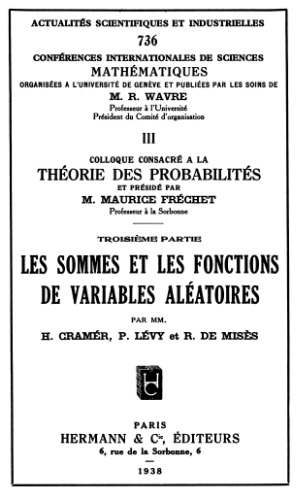 ACTUALITÉS SCIENTIFIQUES ET INDUSTRIELLES
736
CONFÉRENCES INTERNATIONALES DE SCIENCES
MATHÉMATIQUES
ORGANISÉES A L'UNIVERSITÉ DE GENÈVE ET PUBLIÉES PAR LES SOINS DE
M. R. WAVRE
Professeur à l'Université
Président du Comité d'organisation
III
COLLOQUE CONSACRÉ A LA
THÉORIE DES PROBABILITÉS
ET PRÉSIDÉ PAR
M. MAURICE FRÉCHET
Professeur à la Sorbonne
TROISIÈME PARTIE
LES SOMMES ET LES FONCTIONS
DE VARIABLES ALÉATOIRES
PAR MM.
H. CRAMÉR, P. LÉVY et R. DE MISÈS
H
C
PARIS
HERMANN & Cie, ÉDITEURS
6, rue de la Sorbonne, 6
1938